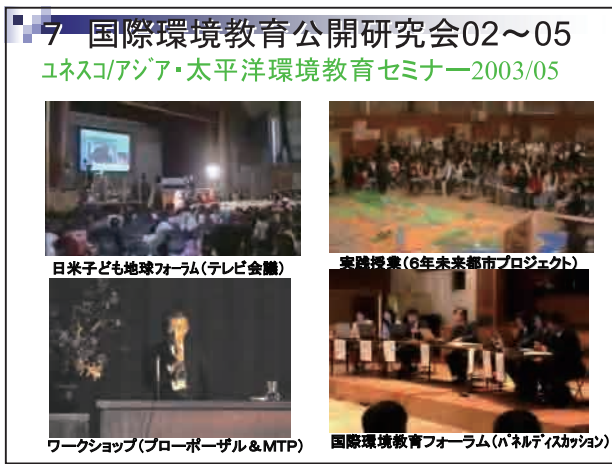 7 国際環境教育公開研究会02～05
ユネスコ/アジア・太平洋環境教育セミナー2003/05
日米子ども地球フォーラム(テレビ会議)
実践授業(6年未来都市プロジェクト)
ワークショップ(プローポーザル&MTP)
国際環境教育フォーラム(パネルディスカッション)